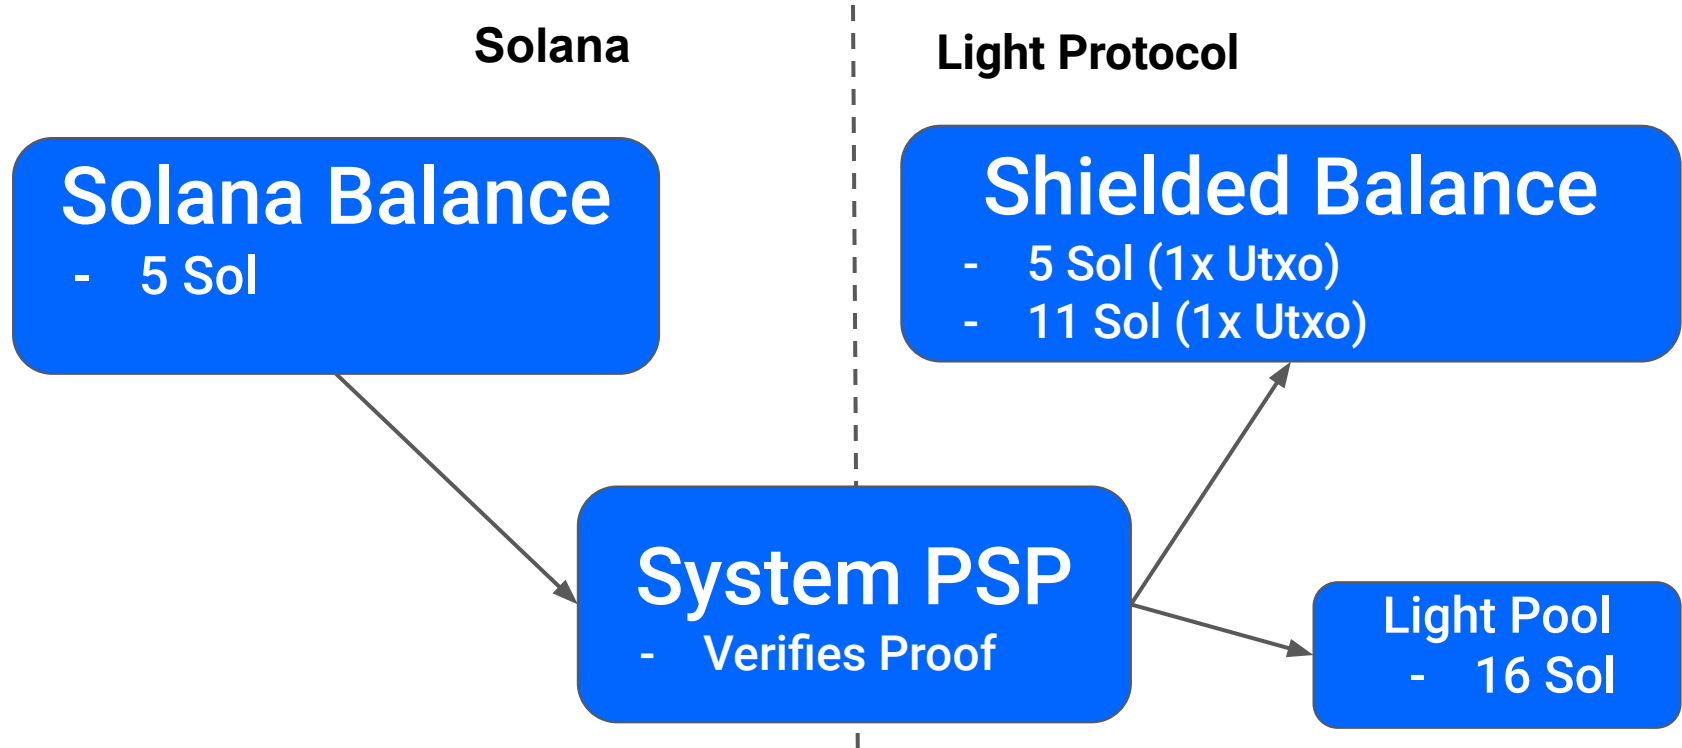 Solana
Light Protocol
Solana Balance
- 5 Sol
Shielded Balance
- 5 Sol (1x Utxo)
- 11 Sol (1x Utxo)
System PSP
- Verifies Proof
Light Pool
- 16 Sol